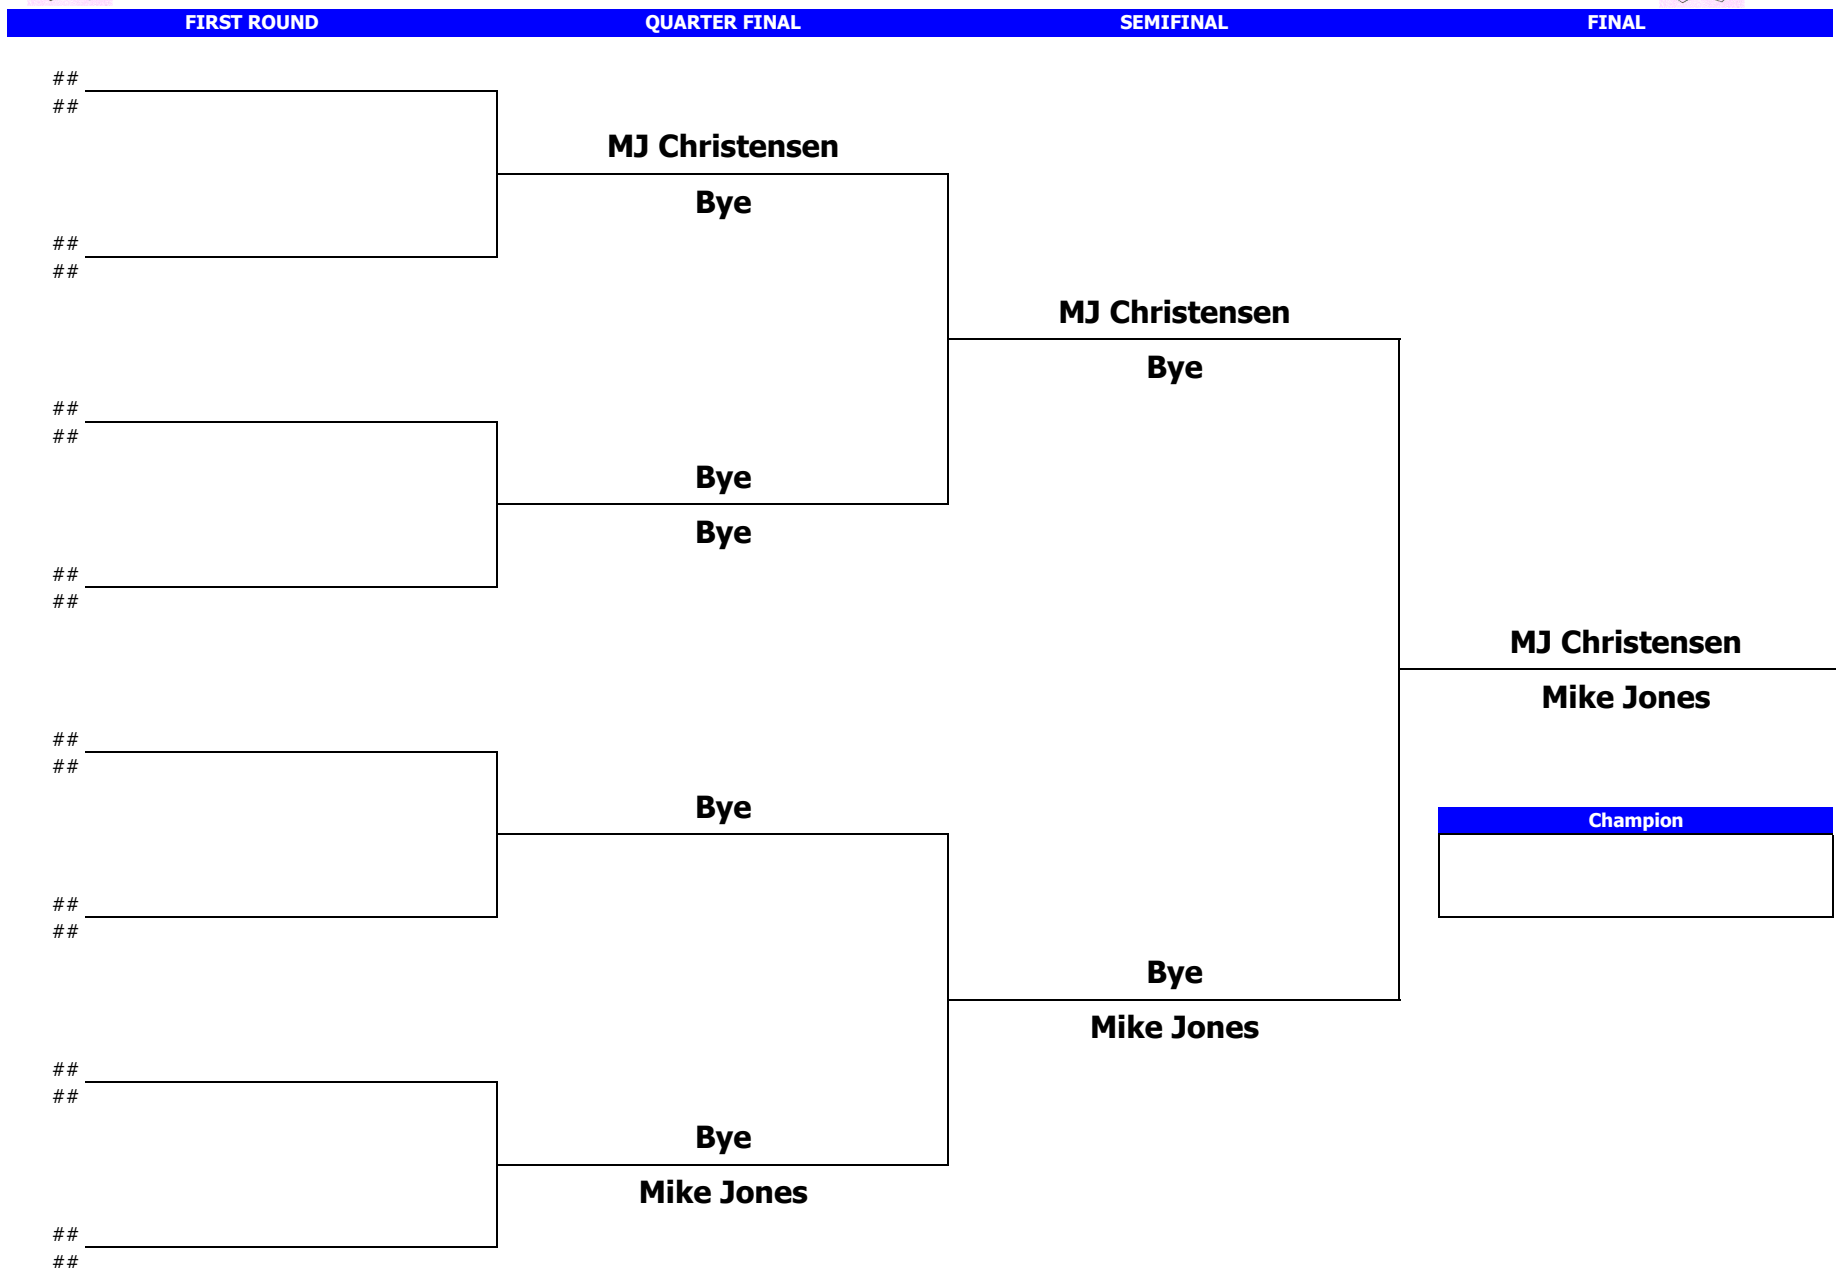 FIRST ROUND QUARTER FINAL SEMIFINAL FINAL
##
##
MJ Christensen
Bye
##
##
MJ Christensen
Bye
##
##
Bye
Bye
##
##
MJ Christensen
Mike Jones
##
##
Bye
Champion
##
##
Bye
Mike Jones
##
##
Bye
Mike Jones
##
##